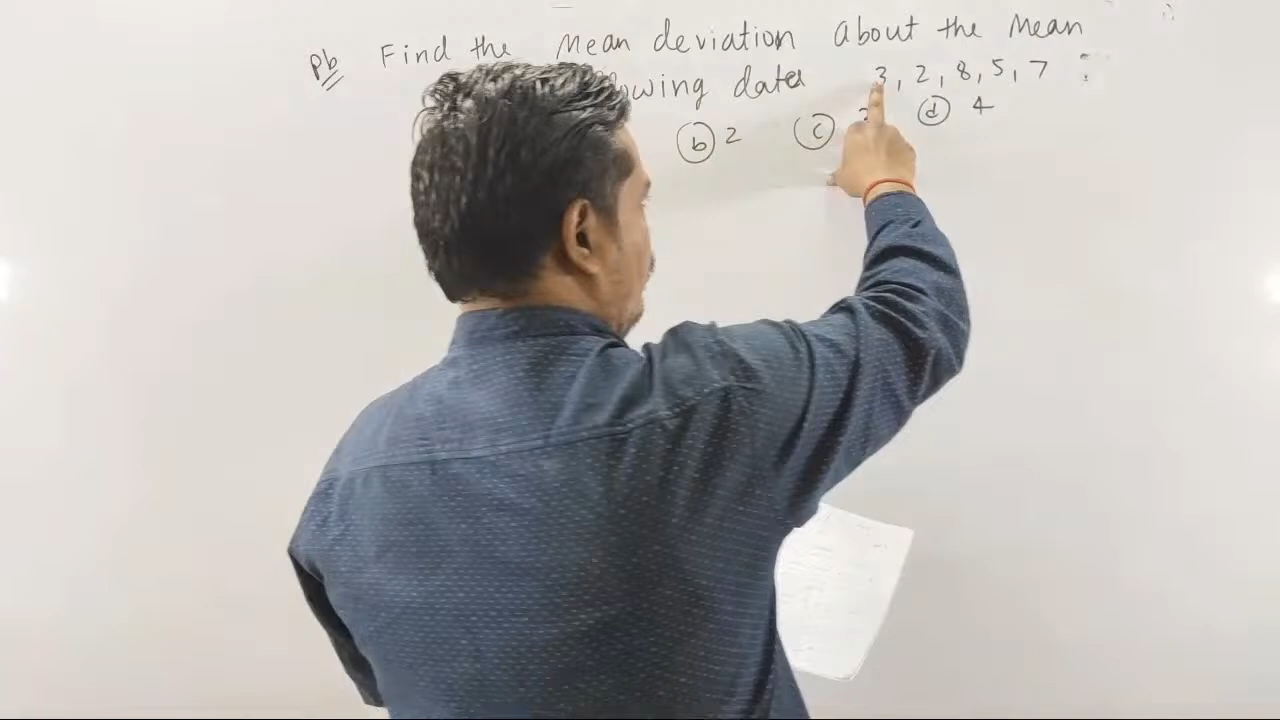 Pb Find the Mean deviation about the Mean
data 3, 2, 8, 5, 7 ?
(b) 2 (c) (d) 4